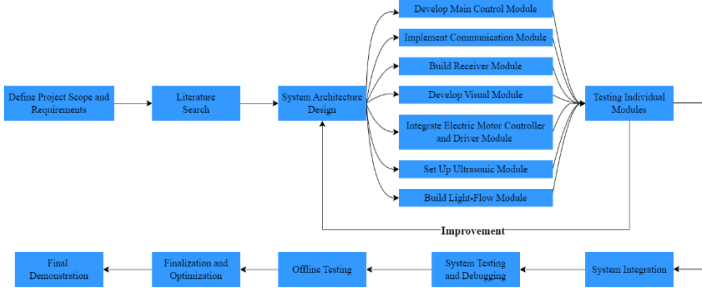 Develop Main Control Module
Implement Communication Module
Build Receiver Module
Define Project Scope and
Requirements
Literature
Search
System Architecture
Design
Develop Visual Module
Testing Individual
Modules
Integrate Electric Motor Controller
and Driver Module
Set Up Ultrasonic Module
Build Light-Flow Module
Improvement
Final
Demonstration
Finalization and
Optimization
Offline Testing
System Testing
and Debugging
System Integration